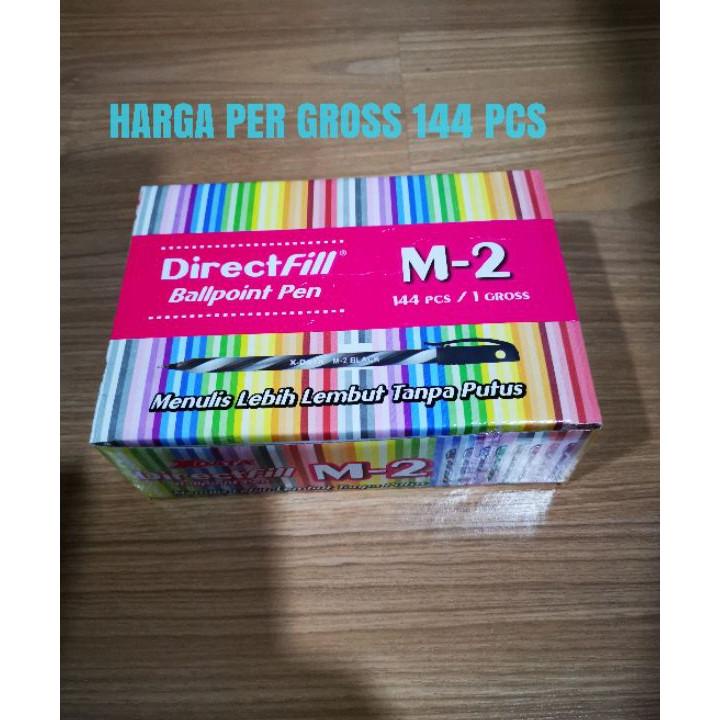 HARGA PER GROSS 144 PCS
DirectFill®
Ballpoint Pen
M-2
144 PCS / 1 GROSS
M-2 BLACK
Menulis Lebih Lembut Tanpa Putus
DirectFill
M-2